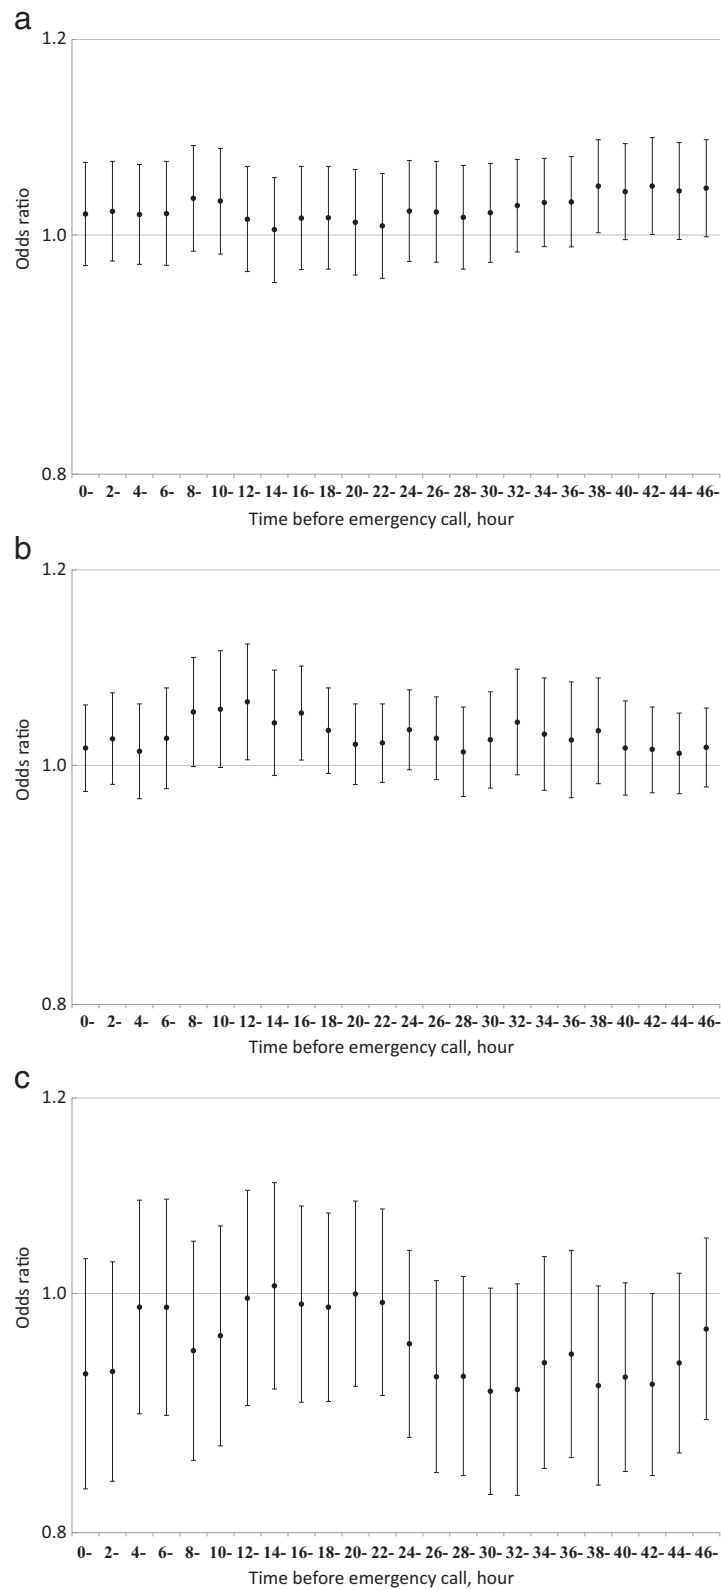 a
1.2
Odds ratio
1.0
0.8
0- 2- 4- 6- 8- 10- 12- 14- 16- 18- 20- 22- 24- 26- 28- 30- 32- 34- 36- 38- 40- 42- 44- 46-
Time before emergency call, hour
b
1.2
Odds ratio
1.0
0.8
0- 2- 4- 6- 8- 10- 12- 14- 16- 18- 20- 22- 24- 26- 28- 30- 32- 34- 36- 38- 40- 42- 44- 46-
Time before emergency call, hour
c
1.2
Odds ratio
1.0
0.8
0- 2- 4- 6- 8- 10- 12- 14- 16- 18- 20- 22- 24- 26- 28- 30- 32- 34- 36- 38- 40- 42- 44- 46-
Time before emergency call, hour